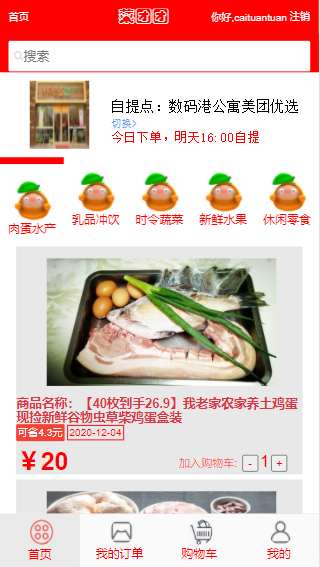 首页
菜团团
你好,caituantuan 注销
搜索
自提点：数码港公寓美团优选
切换>
今日下单，明天16:00自提
肉蛋水产
乳品冲饮
时令蔬菜
新鲜水果
休闲零食
商品名称：【40枚到手26.9】我老家农家养土鸡蛋
现捡新鲜谷物虫草柴鸡蛋盒装
可省4.3元
2020-12-04
￥20
加入购物车:
- 1 +
首页
我的订单
购物车
我的